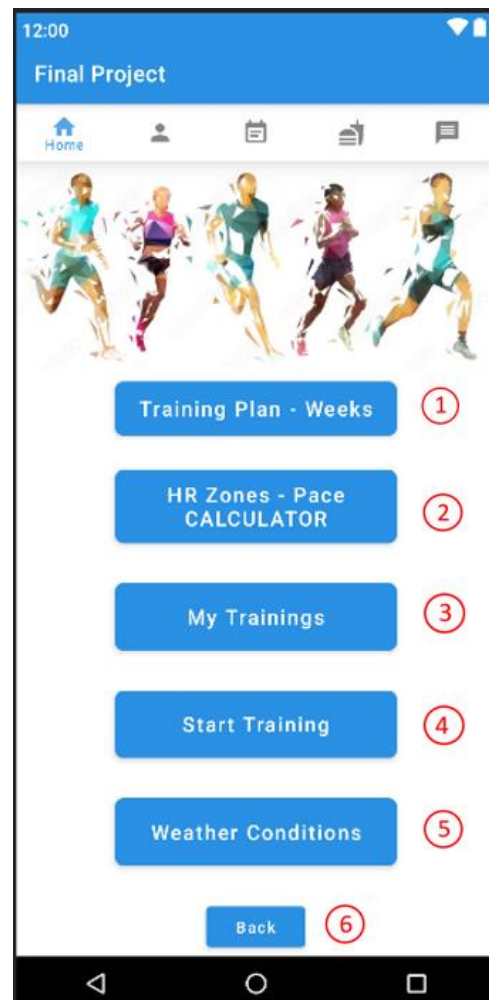 12:00
Final Project
Home
Training Plan - Weeks
1
HR Zones - Pace
CALCULATOR
2
My Trainings
3
Start Training
4
Weather Conditions
5
Back
6